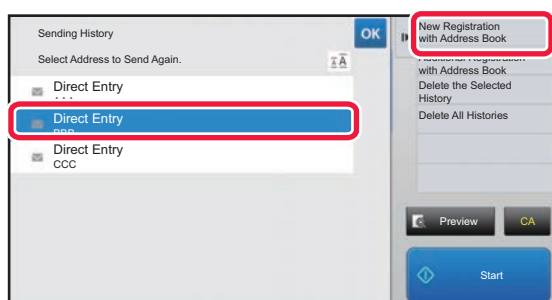 Sending History
OK
Select Address to Send Again.
Direct Entry
Direct Entry
BBB
Direct Entry
CCC
New Registration
with Address Book
Additional Registration
with Address Book
Delete the Selected
History
Delete All Histories
Preview
CA
Start